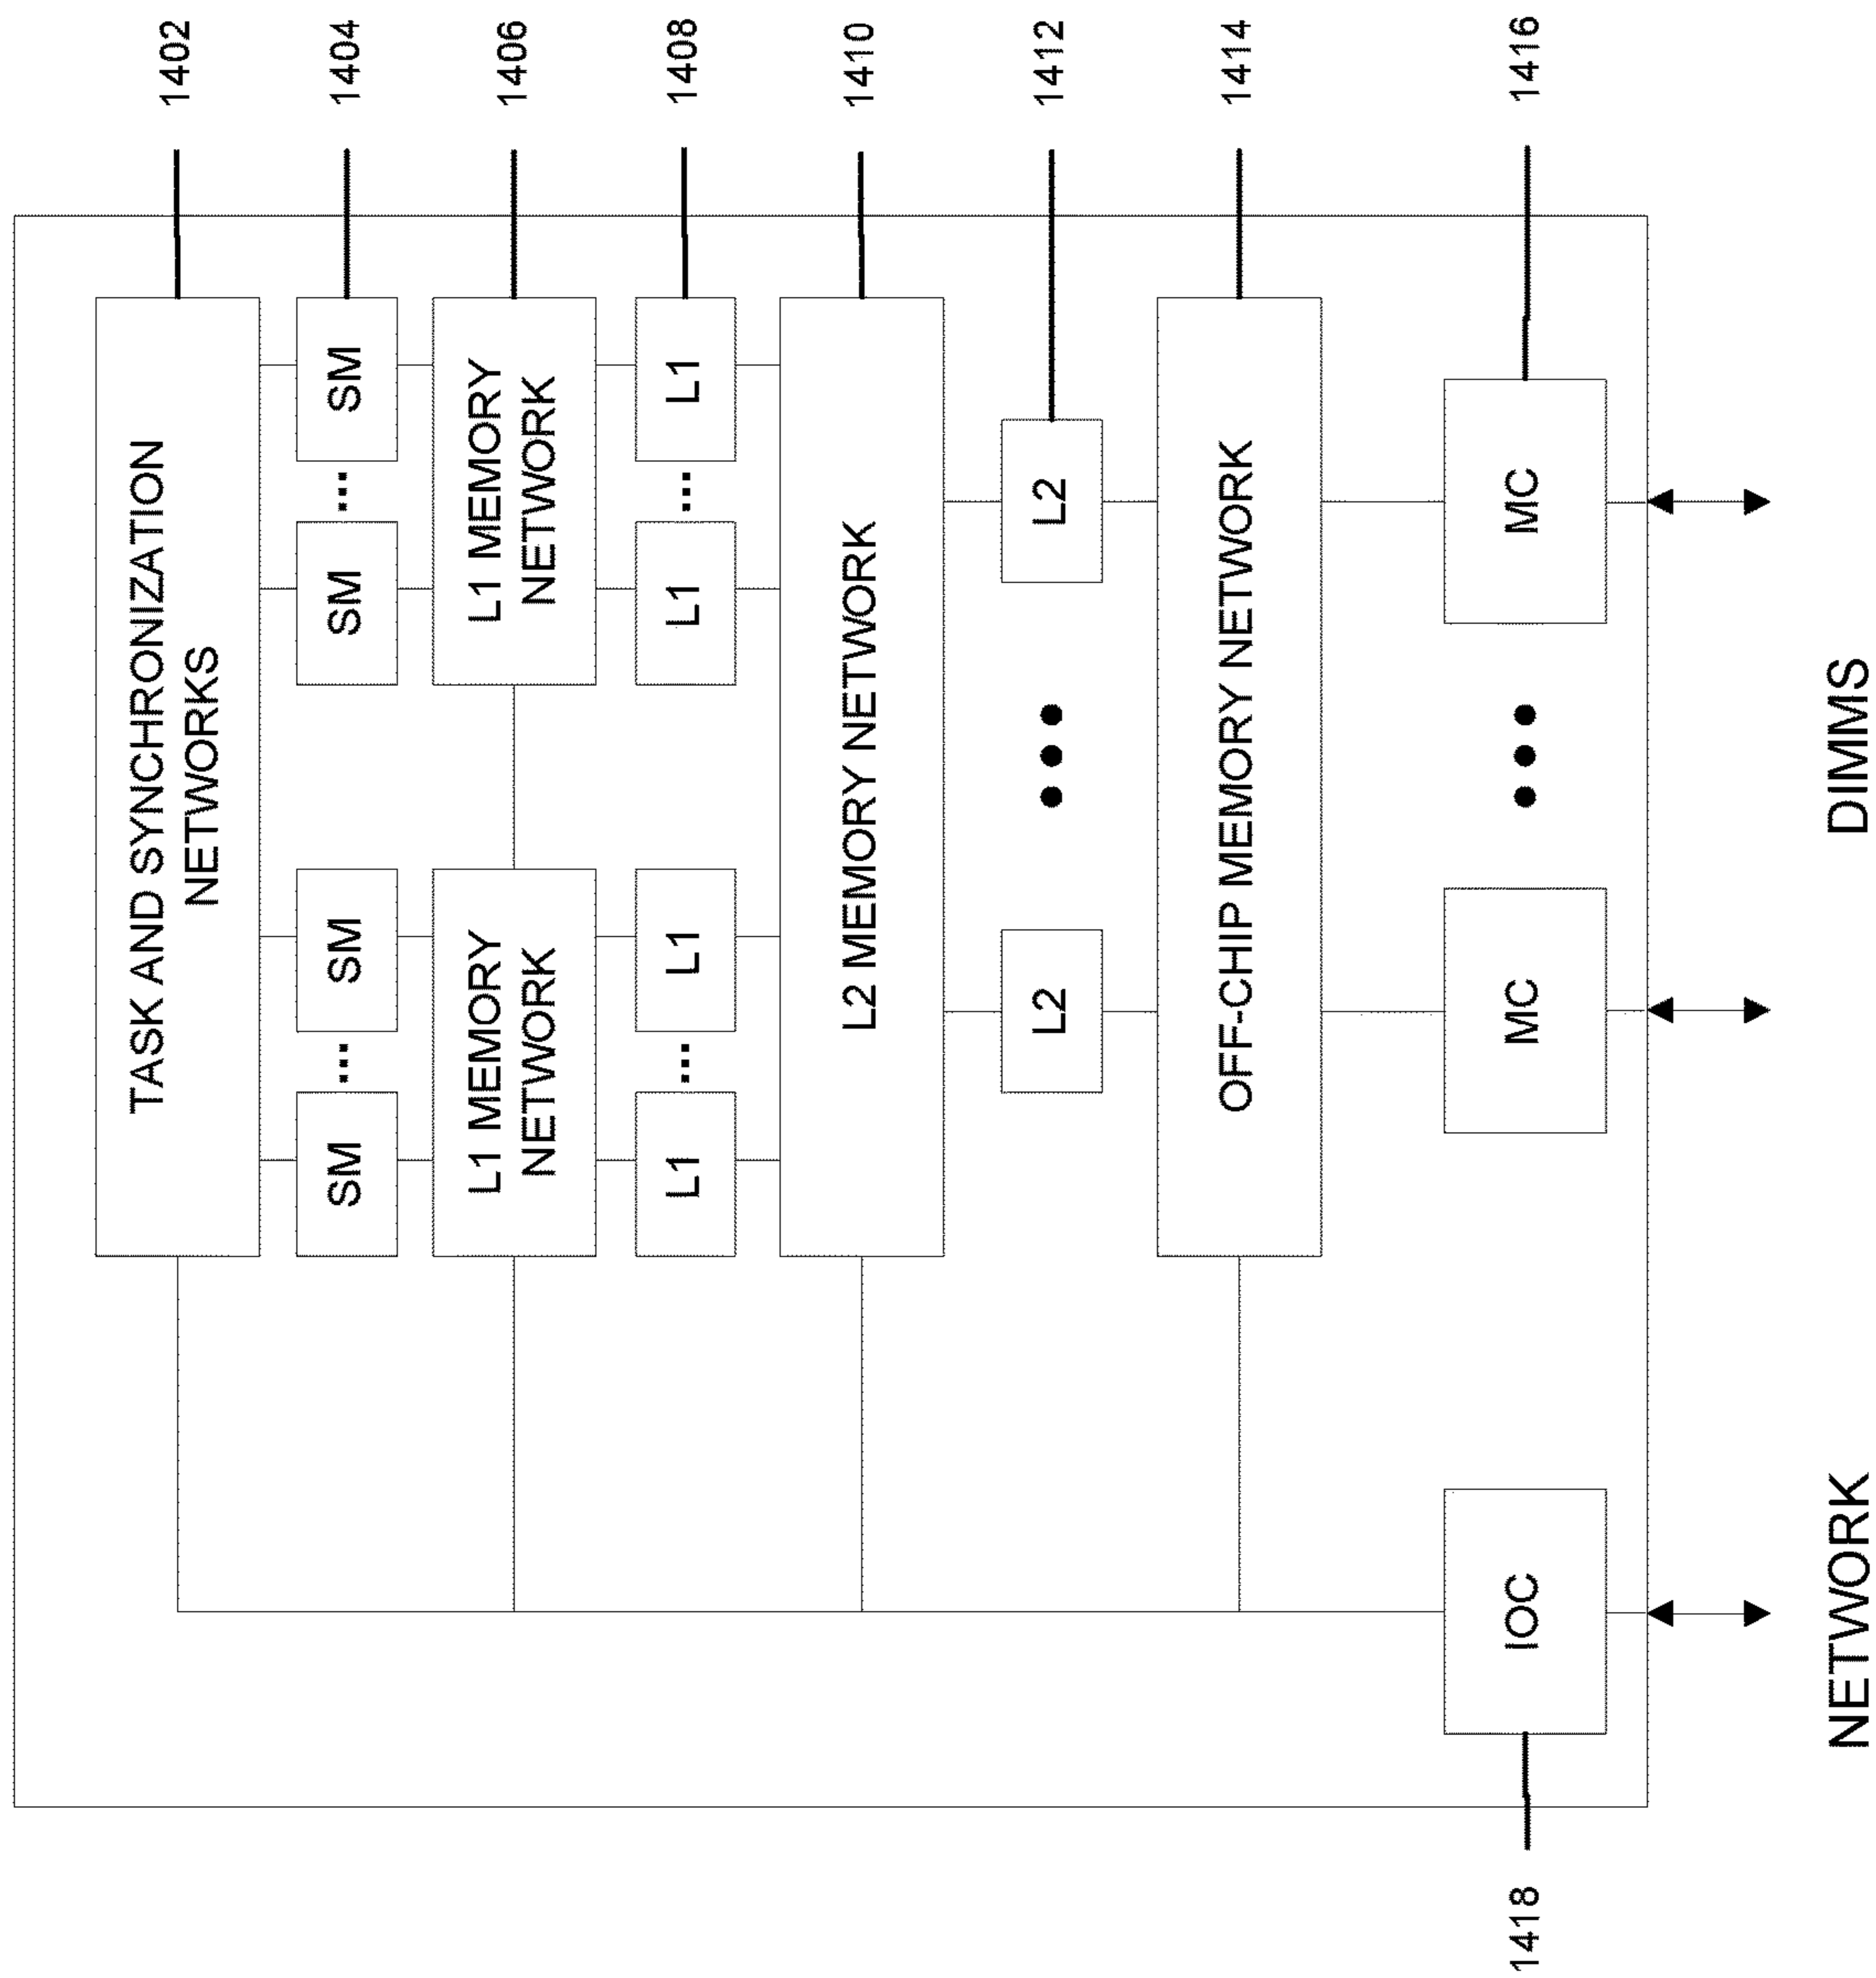 TASK AND SYNCHRONIZATION
NETWORKS
1402
SM
...
SM
SM
...
SM
1404
L1 MEMORY
NETWORK
L1 MEMORY
NETWORK
1406
L1
...
L1
L1
...
L1
1408
L2 MEMORY NETWORK
1410
L2
L2
1412
OFF-CHIP MEMORY NETWORK
1414
1418
IOC
MC
MC
1416
NETWORK
DIMMS